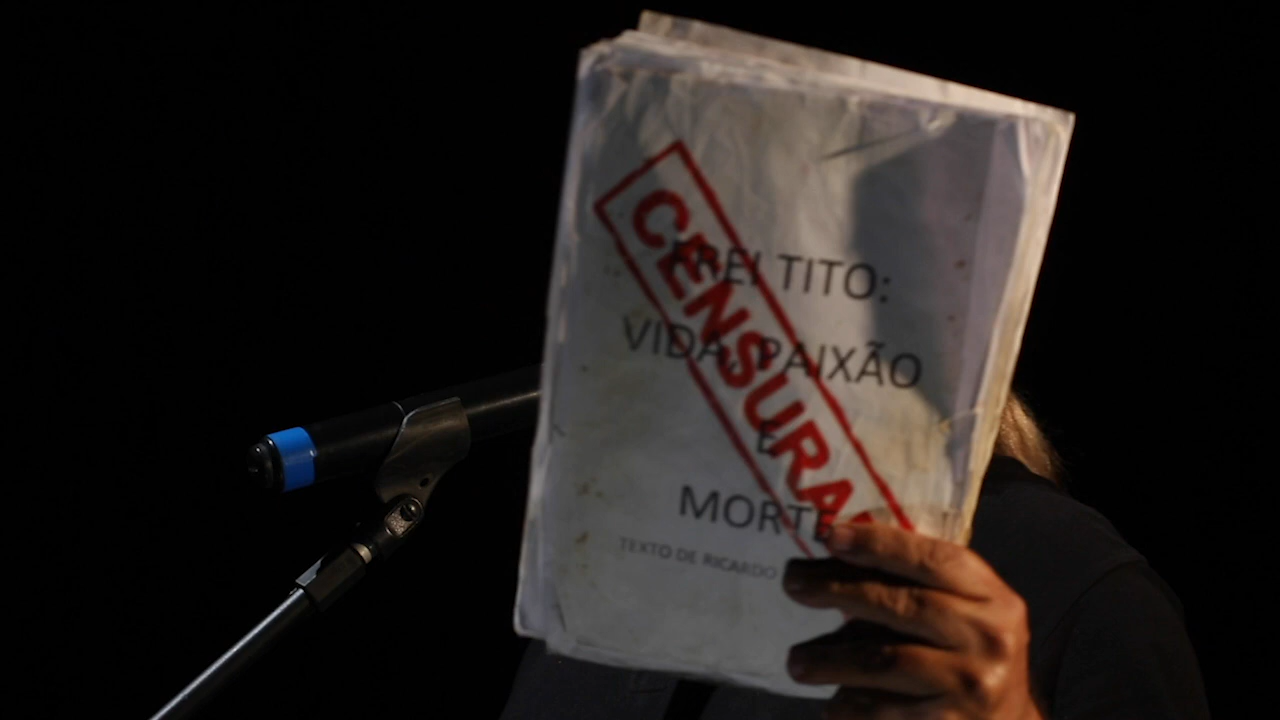 FREI TITO:
VIDA, PAIXÃO
E
MORTE
TEXTO DE RICARDO
CENSURA